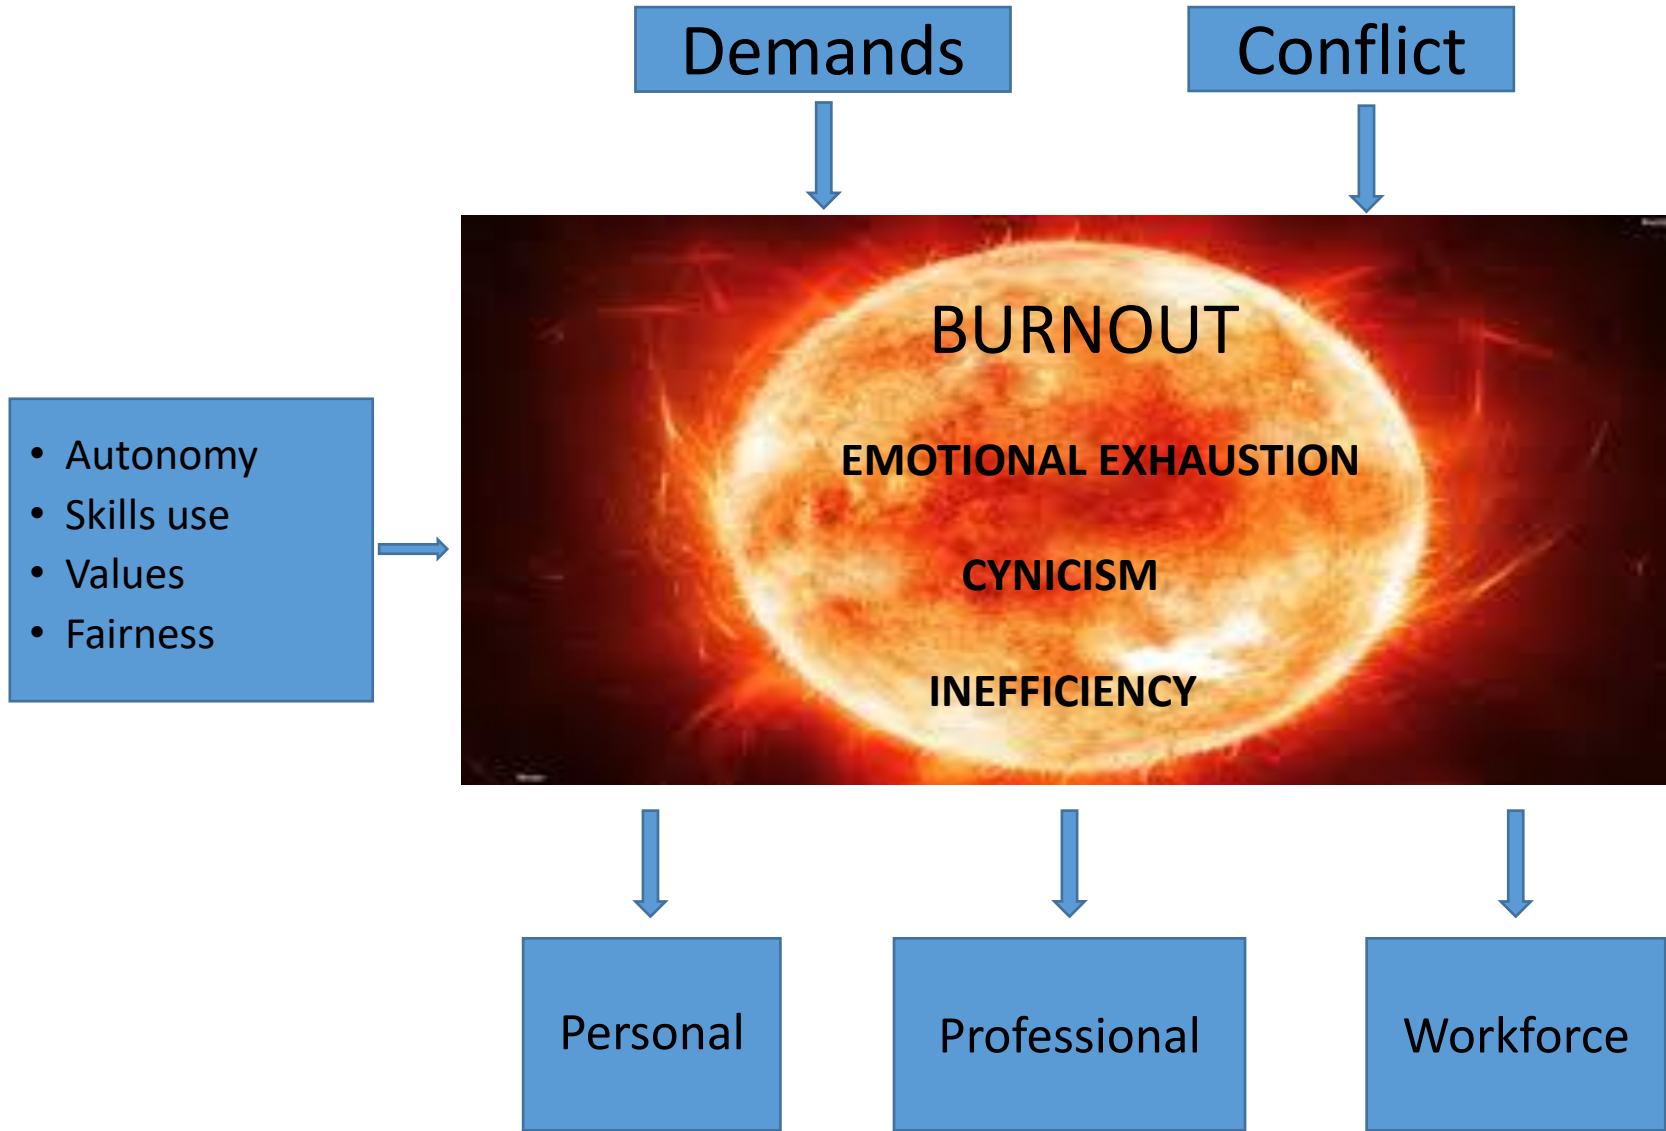 Demands
Conflict
BURNOUT
EMOTIONAL EXHAUSTION
CYNICISM
INEFFICIENCY
• Autonomy
• Skills use
• Values
• Fairness
Personal
Professional
Workforce